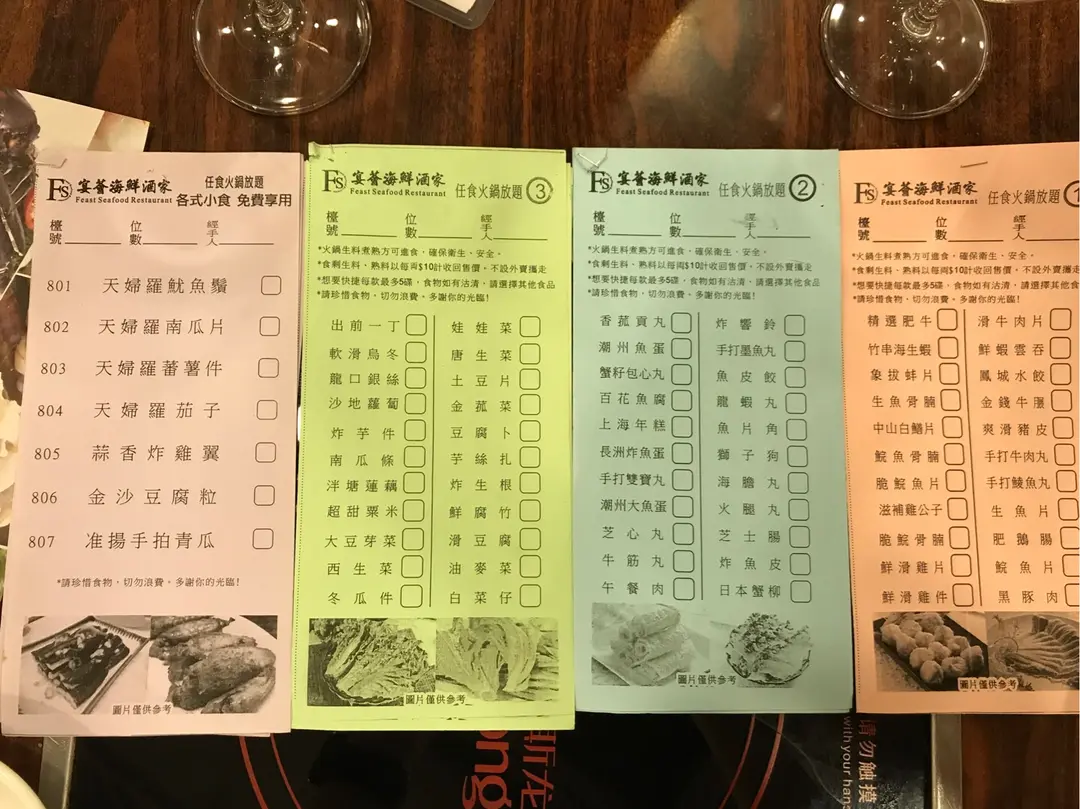 FS 宴薈海鮮酒家 任食火鍋放題
Feast Seafood Restaurant 各式小食 免費享用
檯號 位數 經手人
801 天婦羅魷魚鬚
802 天婦羅南瓜片
803 天婦羅蕃薯件
804 天婦羅茄子
805 蒜香炸雞翼
806 金沙豆腐粒
807 准揚手拍青瓜
*請珍惜食物,切勿浪費。多謝你的光臨!
圖片僅供參考
FS 宴薈海鮮酒家 任食火鍋放題 ③
Feast Seafood Restaurant
檯號 位數 經手人
*火鍋生料煮熟方可進食,確保衛生、安全。
*食剩生料、熟料以每両$10計收回售價。不設外賣攜走
*想要快捷每款最多5碟,食物如有沽清,請選擇其他食品
*請珍惜食物,切勿浪費。多謝你的光臨!
出前一丁 娃娃菜
軟滑烏冬 唐生菜
龍口銀絲 土豆片
沙地蘿蔔 金菰菜
炸芋件 豆腐卜
南瓜條 芋絲扎
泮塘蓮藕 炸生根
超甜粟米 鮮腐竹
大豆芽菜 滑豆腐
西生菜 油麥菜
冬瓜件 白菜仔
圖片僅供參考
FS 宴薈海鮮酒家 任食火鍋放題 ②
Feast Seafood Restaurant
檯號 位數 經手人
*火鍋生料煮熟方可進食,確保衛生、安全。
*食剩生料、熟料以每両$10計收回售價。不設外賣攜走
*想要快捷每款最多5碟,食物如有沽清,請選擇其他食品
*請珍惜食物,切勿浪費。多謝你的光臨!
香菰貢丸 炸響鈴
潮州魚蛋 手打墨魚丸
蟹籽包心丸 魚皮餃
百花魚腐 龍蝦丸
上海年糕 魚片角
長洲炸魚蛋 獅子狗
手打雙寶丸 海膽丸
潮州大魚蛋 火腿丸
芝心丸 芝士腸
牛筋丸 炸魚皮
午餐肉 日本蟹柳
圖片僅供參考
FS 宴薈海鮮酒家 任食火鍋放題
Feast Seafood Restaurant
檯號 位數 經手人
*火鍋生料煮熟方可進食,確保衛生、安全。
*食剩生料、熟料以每両$10計收回售價。不設外賣攜
*想要快捷每款最多5碟,食物如有沽清,請選擇其他食
*請珍惜食物,切勿浪費。多謝你的光臨!
精選肥牛 滑牛肉片
竹串海生蝦 鮮蝦雲吞
象拔蚌片 鳳城水餃
生魚骨腩 金錢牛𦟌
中山白鱔片 爽滑豬皮
鯇魚骨腩 手打牛肉丸
脆鯇魚片 手打鯪魚丸
滋補雞公子 生魚片
脆鯇骨腩 肥鵝腸
鮮滑雞片 鯇魚片
鮮滑雞件 黑豚肉
圖片僅供參考
斯龙
ong
请勿触摸
with your han